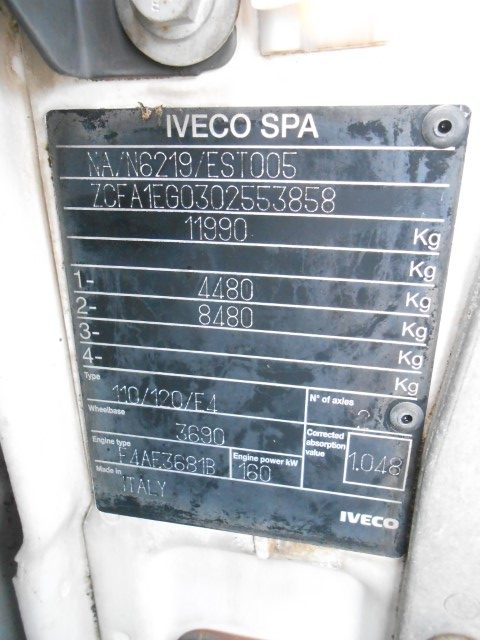 IVECO SPA
NA/N6219/EST005
ZCFA1EG0302553858
11990 Kg
Kg
1- 4480 Kg
2- 8480 Kg
3- Kg
4- Kg
Type 110/120/E4
N° of axles 2
Wheelbase 3690
Corrected absorption value 1.048
Engine type F4AE3681B
Engine power kW 160
Made in ITALY
IVECO